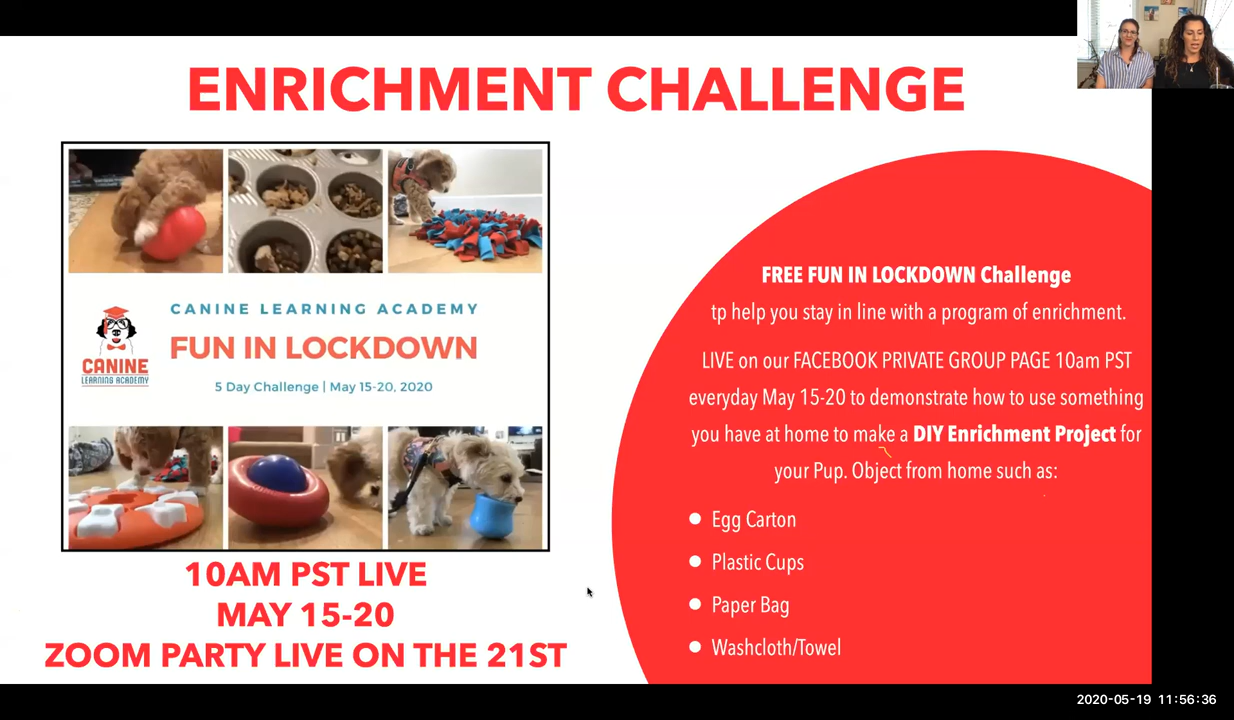 ENRICHMENT CHALLENGE
CANINE LEARNING ACADEMY
FUN IN LOCKDOWN
5 Day Challenge | May 15-20, 2020
CANINE
LEARNING ACADEMY
10AM PST LIVE
MAY 15-20
ZOOM PARTY LIVE ON THE 21ST
FREE FUN IN LOCKDOWN Challenge
tp help you stay in line with a program of enrichment.
LIVE on our FACEBOOK PRIVATE GROUP PAGE 10am PST
everyday May 15-20 to demonstrate how to use something
you have at home to make a DIY Enrichment Project for
your Pup. Object from home such as:
Egg Carton
Plastic Cups
Paper Bag
Washcloth/Towel
2020-05-19 11:56:36